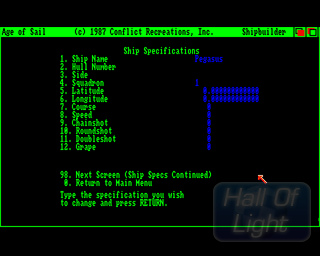 Age of Sail (c) 1987 Conflict Recreations, Inc. Shipbuilder
Ship Specifications
1. Ship Name Pegasus
2. Hull Number
3. Side
4. Squadron
5. Latitude 0.000000000000
6. Longitude 0.000000000000
7. Course 0
8. Speed 0
9. Chainshot 0
10. Roundshot 0
11. Doubleshot 0
12. Grape 0
98. Next Screen (Ship Specs Continued)
0. Return to Main Menu
Type the specification you wish
to change and press RETURN.
Hall Of
Light